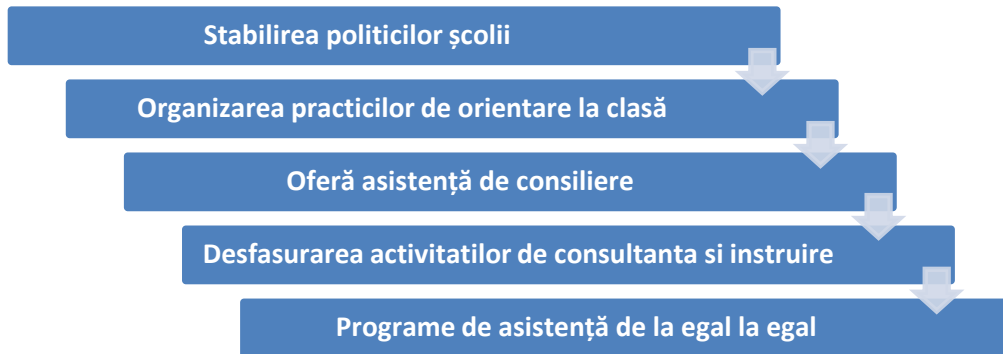 Stabilirea politicilor școlii
Organizarea practicilor de orientare la clasă
Oferă asistență de consiliere
Desfasurarea activitatilor de consultanta si instruire
Programe de asistență de la egal la egal